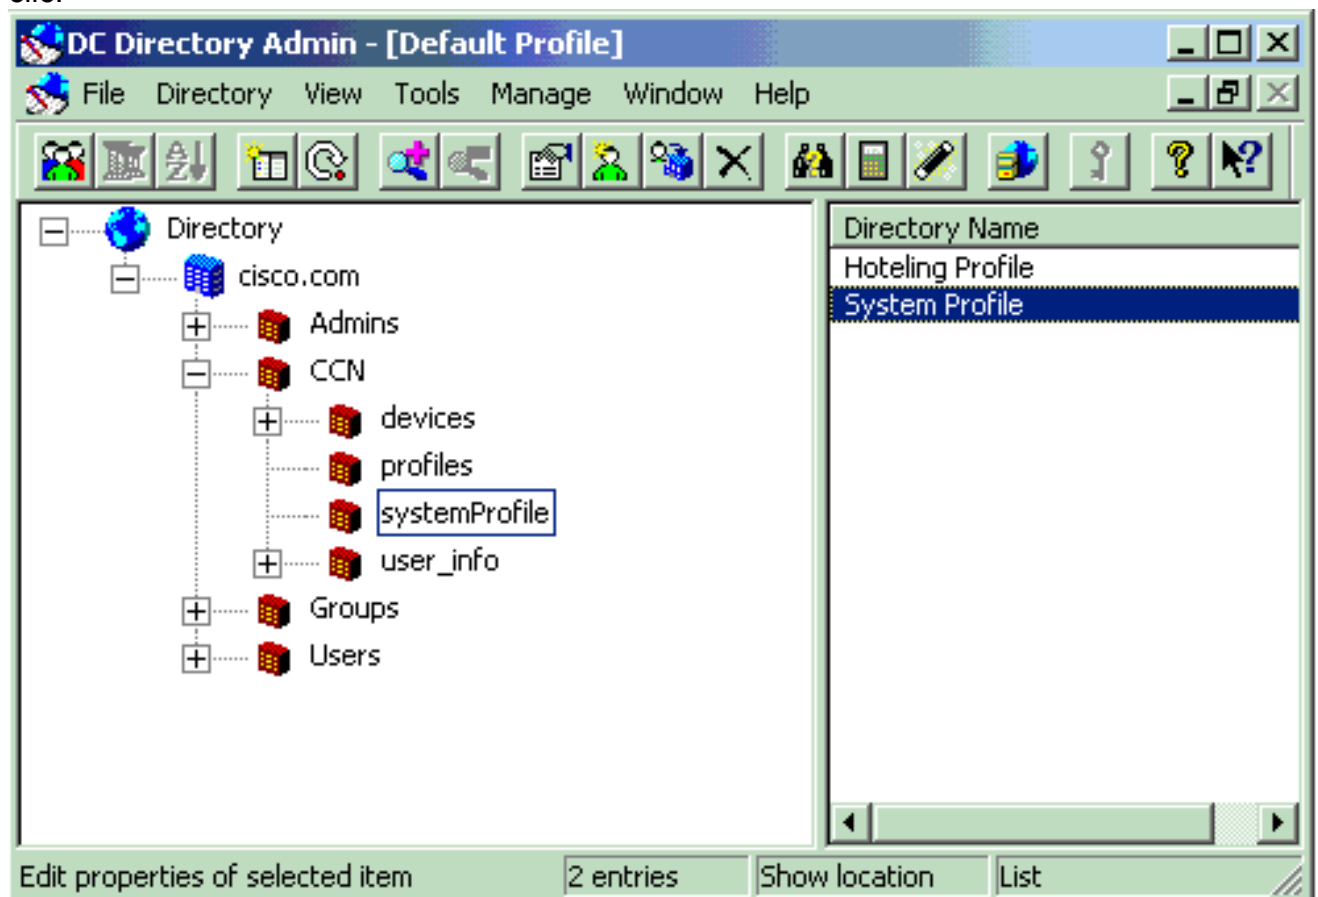 DC Directory Admin - [Default Profile]
File Directory View Tools Manage Window Help
Directory
cisco.com
Admins
CCN
devices
profiles
systemProfile
user_info
Groups
Users
Directory Name
Hoteling Profile
System Profile
Edit properties of selected item
2 entries
Show location
List